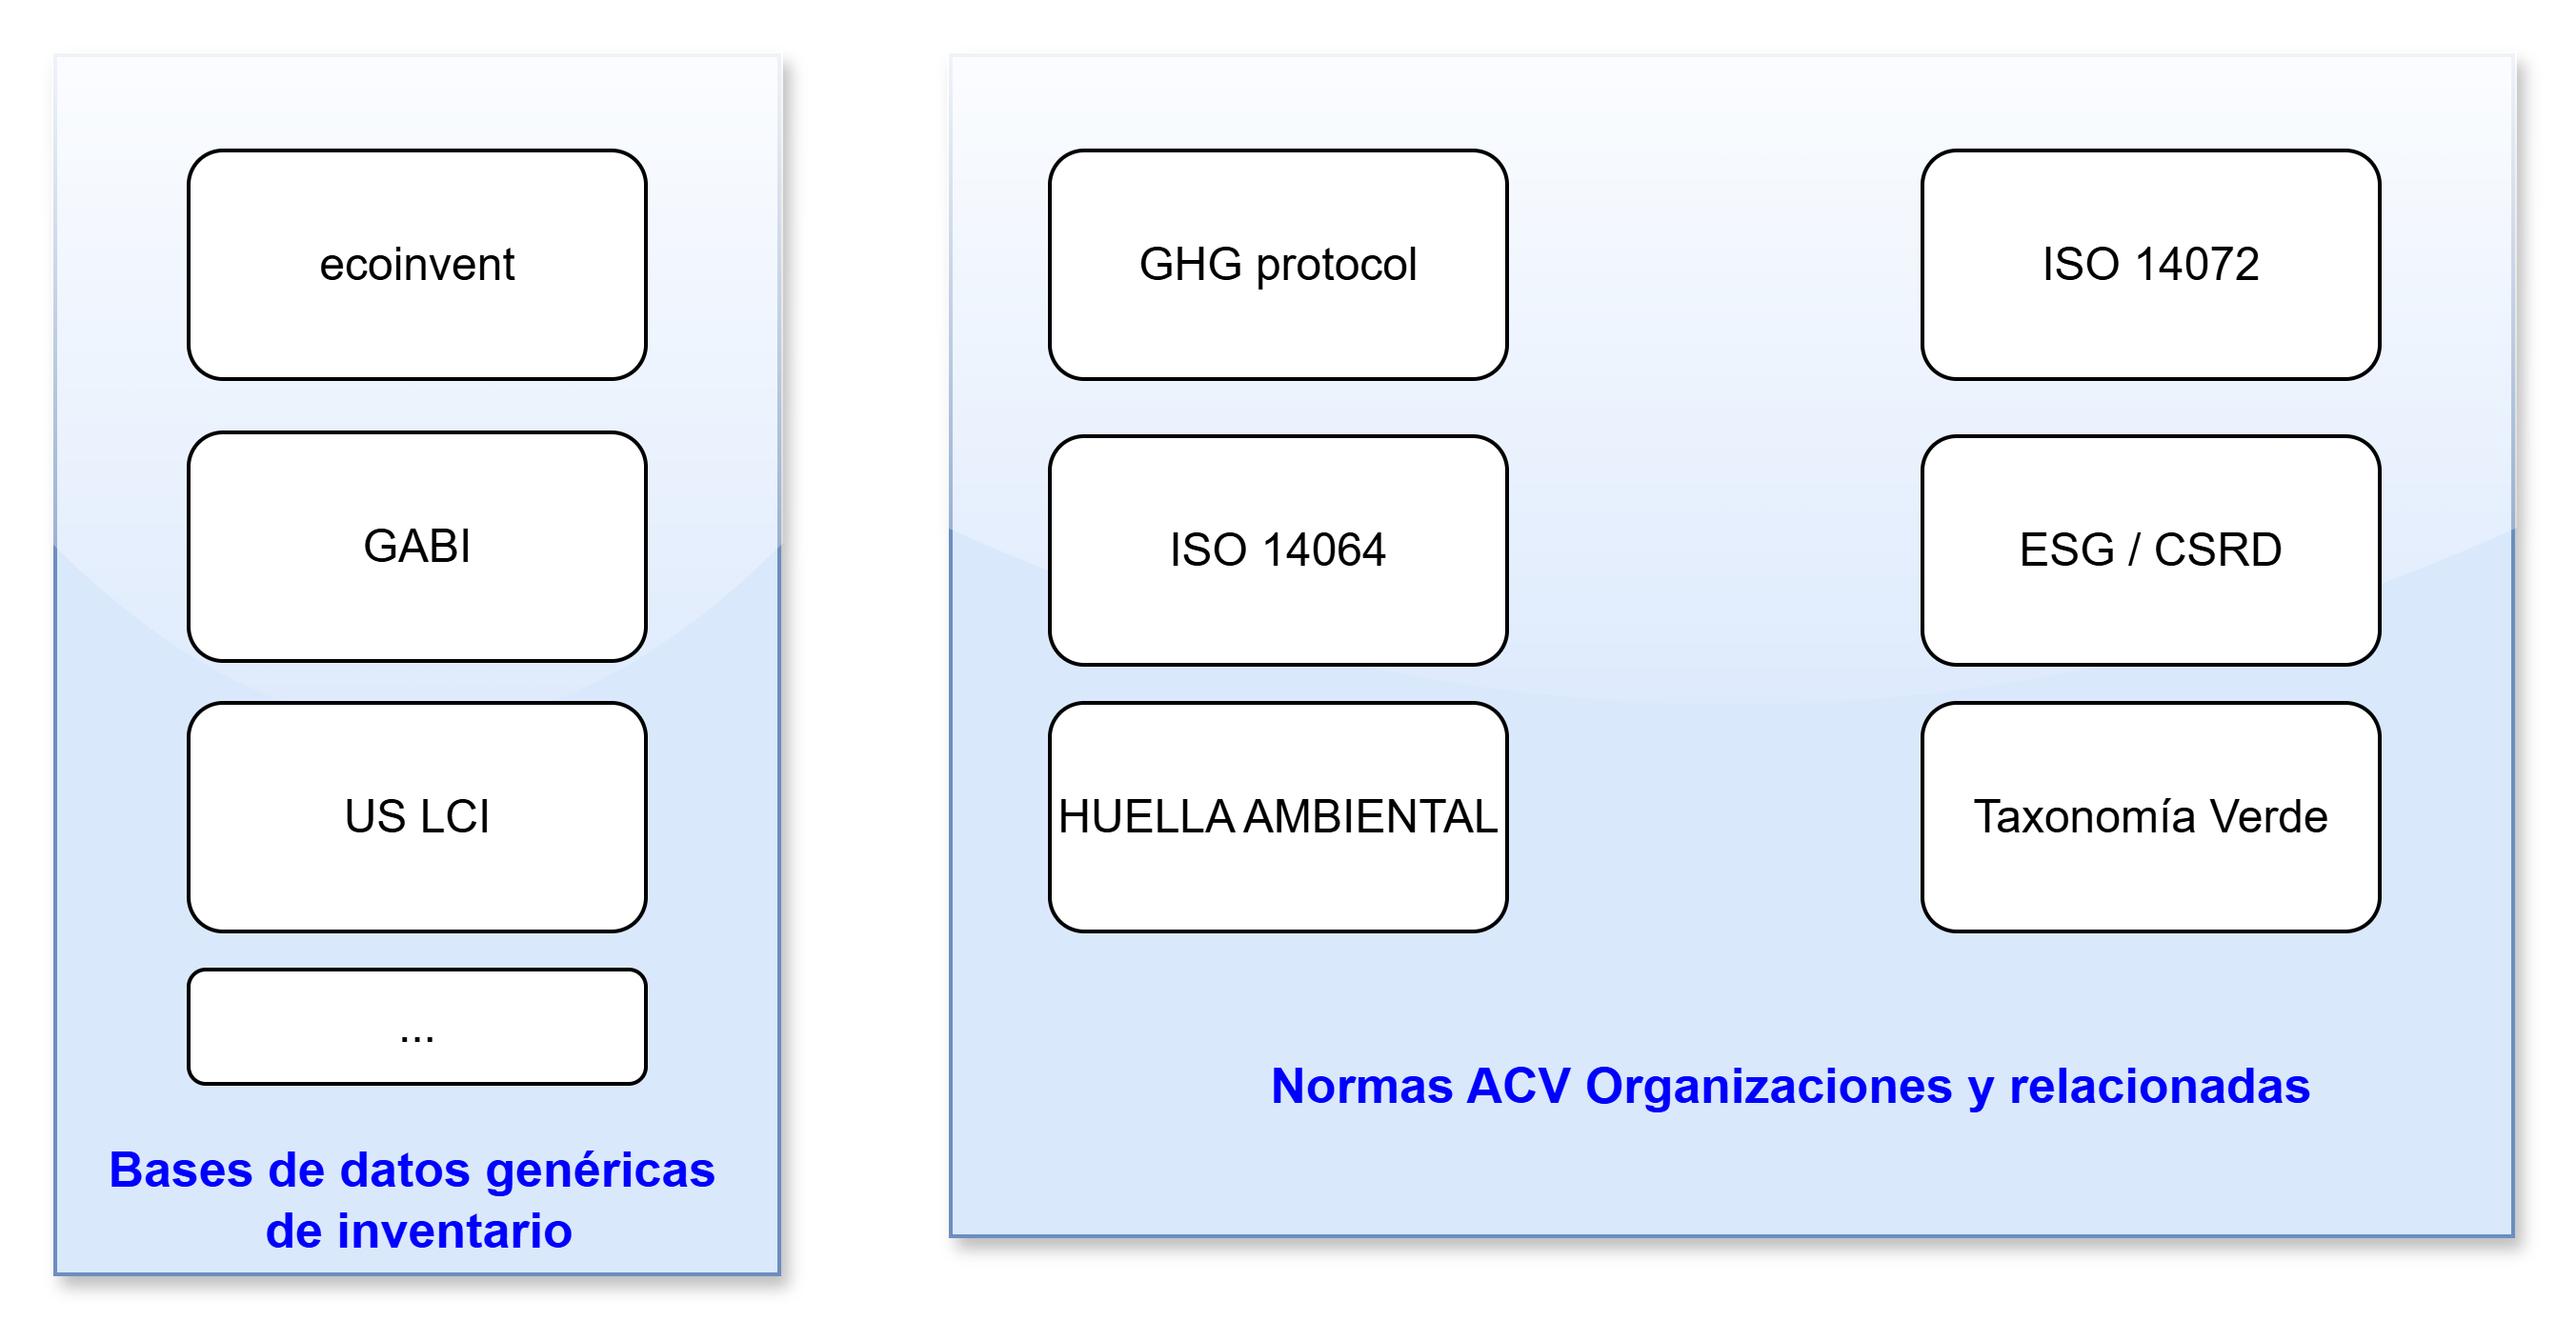 ecoinvent
GABI
US LCI
...
Bases de datos genéricas
de inventario
GHG protocol
ISO 14072
ISO 14064
ESG / CSRD
HUELLA AMBIENTAL
Taxonomía Verde
Normas ACV Organizaciones y relacionadas